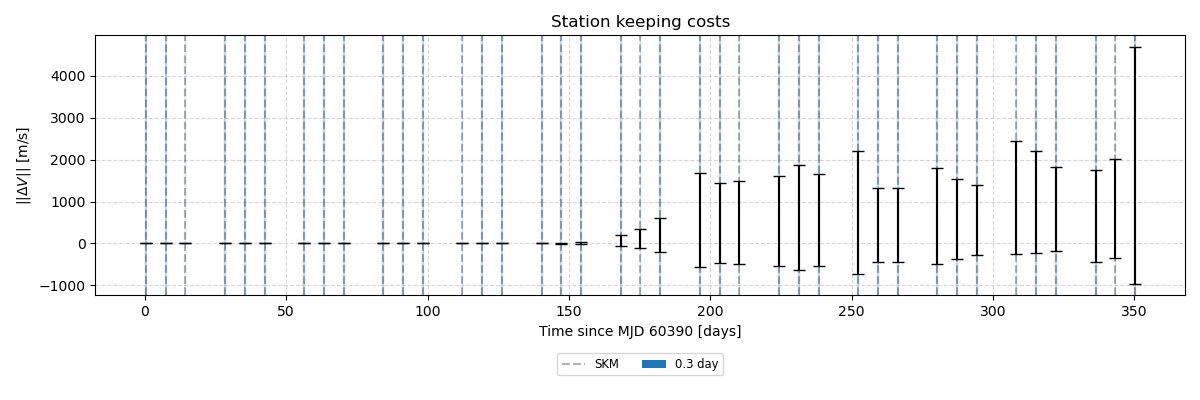 Station keeping costs
||ΔV|| [m/s]
4000
3000
2000
1000
0
−1000
0 50 100 150 200 250 300 350
Time since MJD 60390 [days]
SKM 0.3 day